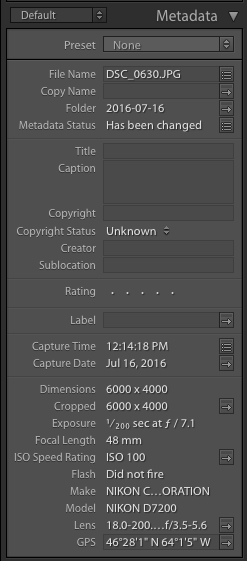 Default Metadata
Preset None
File Name DSC_0630.JPG
Copy Name
Folder 2016-07-16
Metadata Status Has been changed
Title
Caption
Copyright
Copyright Status Unknown
Creator
Sublocation
Rating . . . . .
Label
Capture Time 12:14:18 PM
Capture Date Jul 16, 2016
Dimensions 6000 x 4000
Cropped 6000 x 4000
Exposure 1/200 sec at ƒ / 7.1
Focal Length 48 mm
ISO Speed Rating ISO 100
Flash Did not fire
Make NIKON C…ORATION
Model NIKON D7200
Lens 18.0-200.…f/3.5-5.6
GPS 46°28'1" N 64°1'5" W